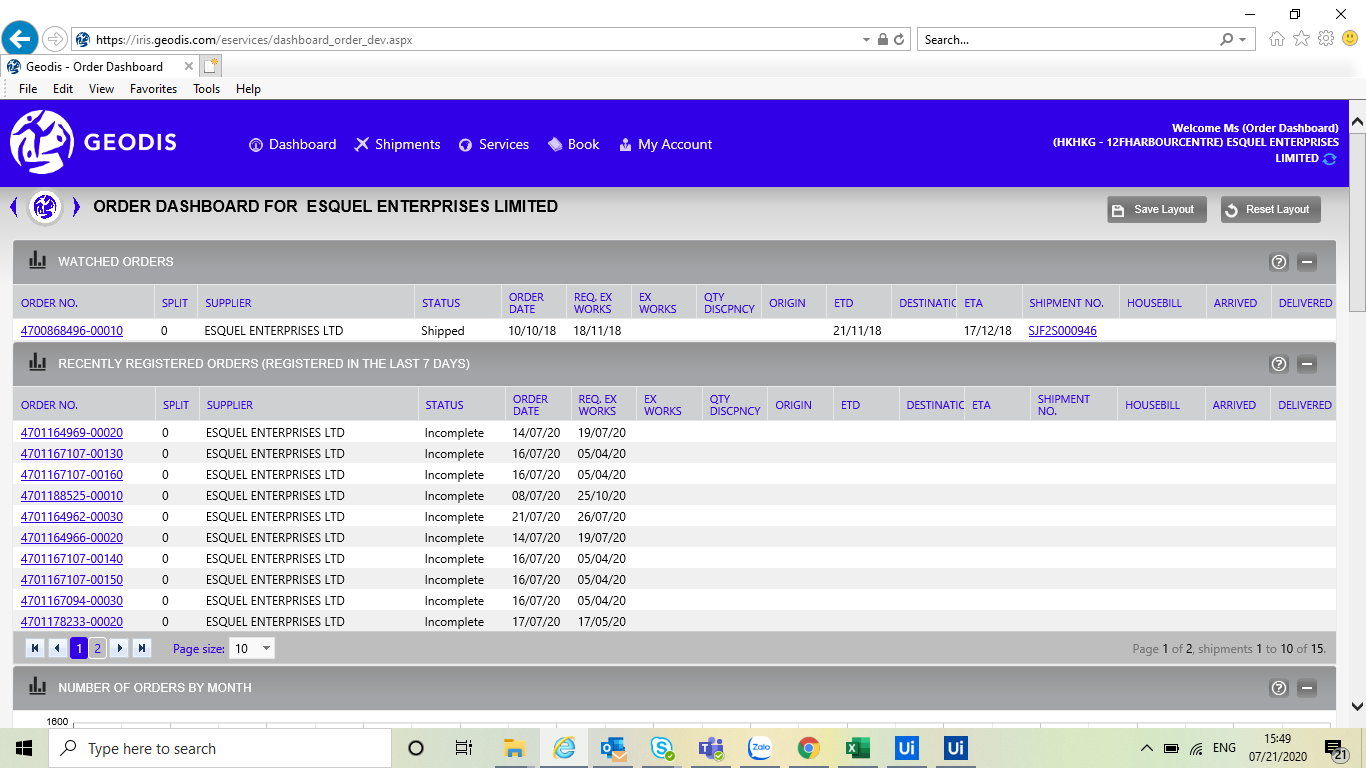 https://iris.geodis.com/eservices/dashboard_order_dev.aspx
Search...
Geodis - Order Dashboard
File Edit View Favorites Tools Help
GEODIS
Dashboard Shipments Services Book My Account
Welcome Ms (Order Dashboard)
(HKHKG - 12FHARBOURCENTRE) ESQUEL ENTERPRISES
LIMITED
ORDER DASHBOARD FOR ESQUEL ENTERPRISES LIMITED
Save Layout Reset Layout
WATCHED ORDERS
ORDER NO. SPLIT SUPPLIER STATUS ORDER DATE REQ. EX WORKS EX WORKS QTY DISCPNCY ORIGIN ETD DESTINATIC ETA SHIPMENT NO. HOUSEBILL ARRIVED DELIVERED
4700868496-00010 0 ESQUEL ENTERPRISES LTD Shipped 10/10/18 18/11/18 21/11/18 17/12/18 SJF2S000946
RECENTLY REGISTERED ORDERS (REGISTERED IN THE LAST 7 DAYS)
ORDER NO. SPLIT SUPPLIER STATUS ORDER DATE REQ. EX WORKS EX WORKS QTY DISCPNCY ORIGIN ETD DESTINATIC ETA SHIPMENT NO. HOUSEBILL ARRIVED DELIVERED
4701164969-00020 0 ESQUEL ENTERPRISES LTD Incomplete 14/07/20 19/07/20
4701167107-00130 0 ESQUEL ENTERPRISES LTD Incomplete 16/07/20 05/04/20
4701167107-00160 0 ESQUEL ENTERPRISES LTD Incomplete 16/07/20 05/04/20
4701188525-00010 0 ESQUEL ENTERPRISES LTD Incomplete 08/07/20 25/10/20
4701164962-00030 0 ESQUEL ENTERPRISES LTD Incomplete 21/07/20 26/07/20
4701164966-00020 0 ESQUEL ENTERPRISES LTD Incomplete 14/07/20 19/07/20
4701167107-00140 0 ESQUEL ENTERPRISES LTD Incomplete 16/07/20 05/04/20
4701167107-00150 0 ESQUEL ENTERPRISES LTD Incomplete 16/07/20 05/04/20
4701167094-00030 0 ESQUEL ENTERPRISES LTD Incomplete 16/07/20 05/04/20
4701178233-00020 0 ESQUEL ENTERPRISES LTD Incomplete 17/07/20 17/05/20
1 2 Page size: 10 Page 1 of 2, shipments 1 to 10 of 15.
NUMBER OF ORDERS BY MONTH
1600
Type here to search
Zalo
Ui
Ui
ENG
15:49
07/21/2020
21